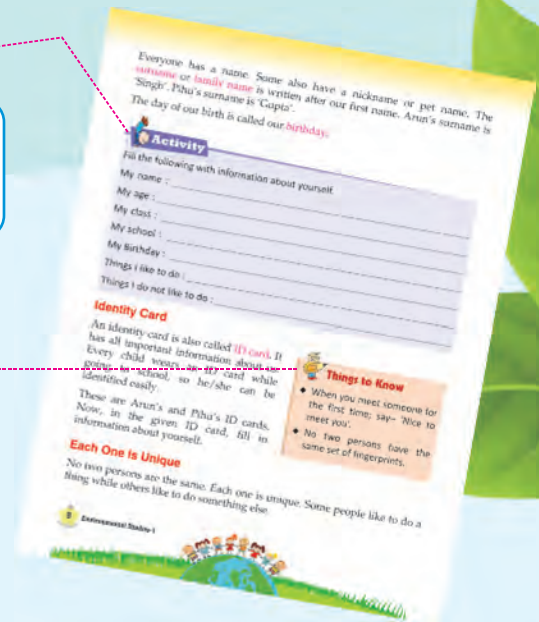 Everyone has a name. Some also have a nickname or pet name. The
surname or family name is written after our first name. Arun's surname is
'Singh'. Pihu's surname is 'Gupta'.
The day of our birth is called our birthday.
Activity
Fill the following with information about yourself.
My name :
My age :
My class :
My school :
My Birthday :
Things I like to do :
Things I do not like to do :
Identity Card
An identity card is also called ID card. It
has all important information about us.
Every child wears an ID card while
going to school, so he/she can be
identified easily.
These are Arun's and Pihu's ID cards.
Now, in the given ID card, fill in
information about yourself.
Things to Know
◆ When you meet someone for
the first time; say– 'Nice to
meet you'.
◆ No two persons have the
same set of fingerprints.
Each One is Unique
No two persons are the same. Each one is unique. Some people like to do a
thing while others like to do something else.
8 Environmental Studies-1